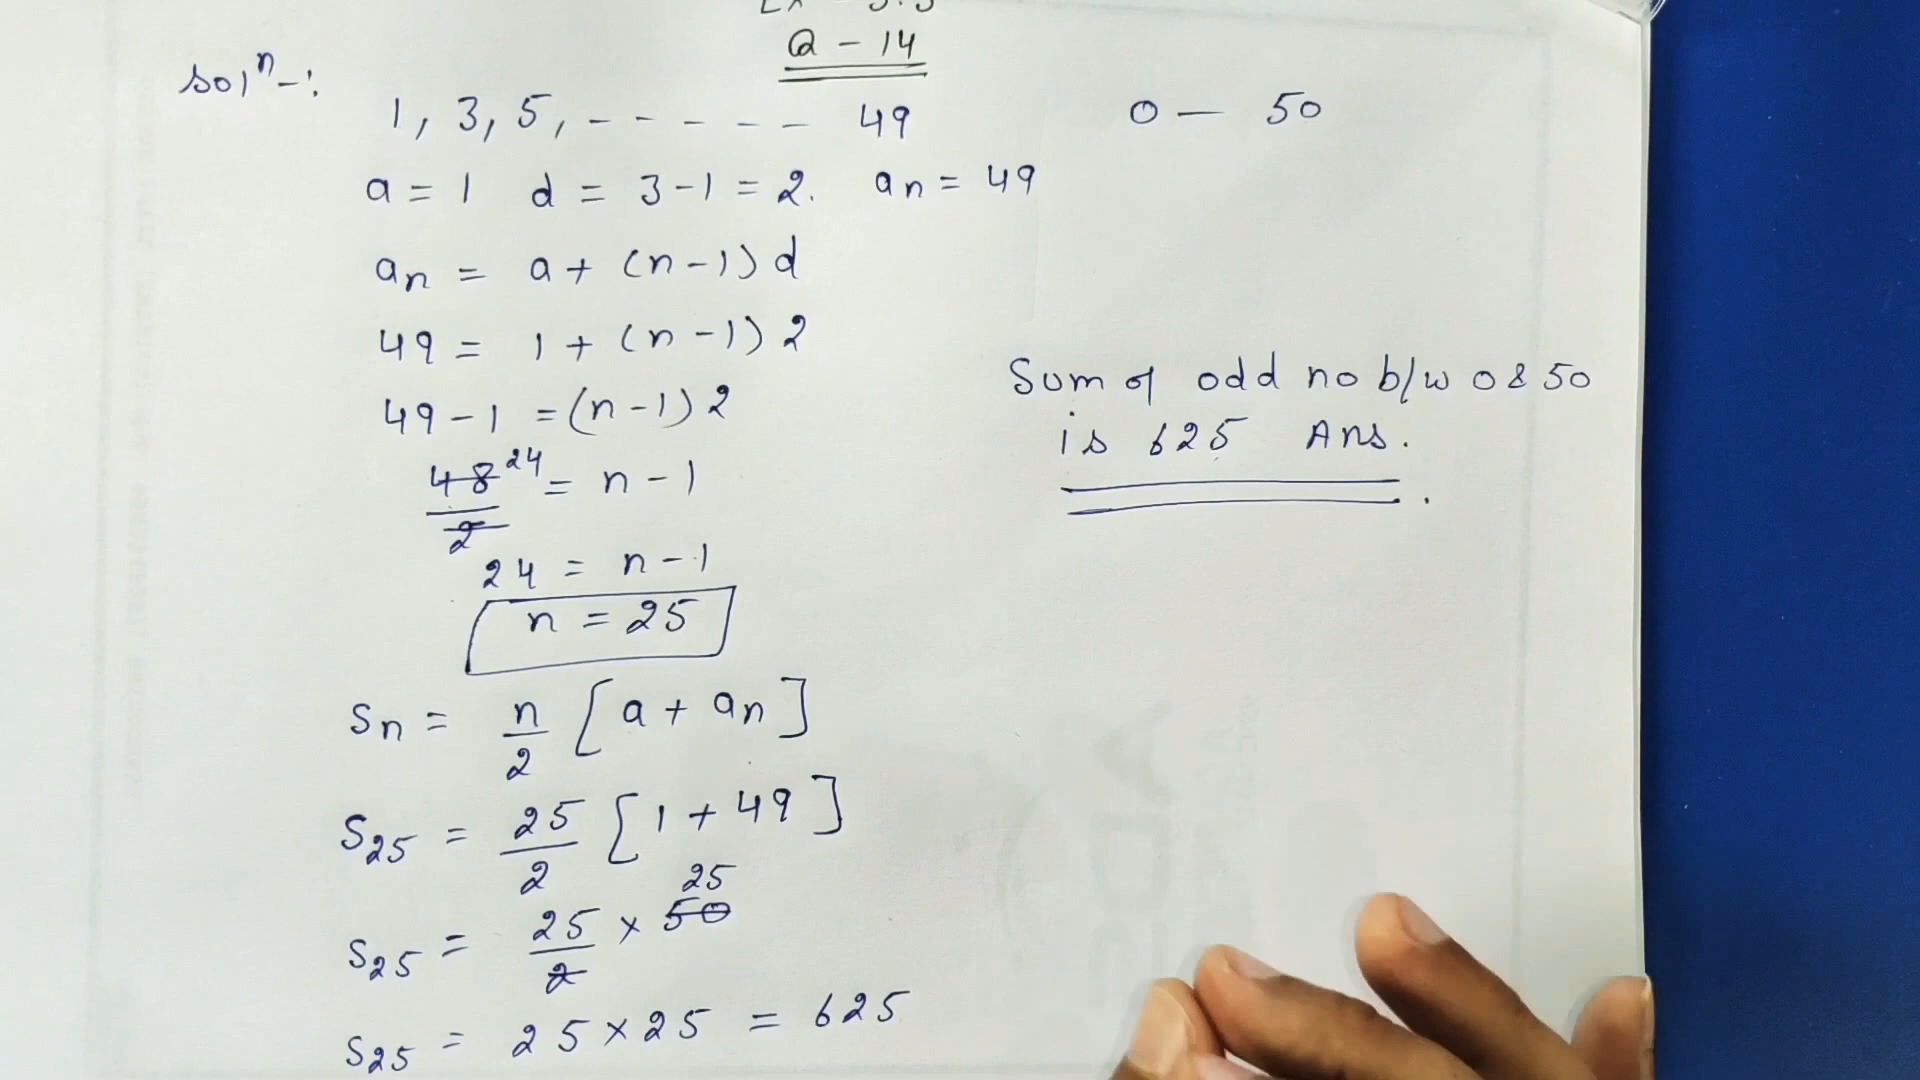 Q - 14
Solⁿ -:
1, 3, 5, - - - - - 49
0 — 50
a = 1 d = 3 - 1 = 2. an = 49
an = a + (n - 1) d
49 = 1 + (n - 1) 2
49 - 1 = (n - 1) 2
48/2 24 = n - 1
24 = n - 1
n = 25
Sn = n/2 [a + an]
S25 = 25/2 [1 + 49]
S25 = 25/2 × 50 25
S25 = 25 × 25 = 625
Sum of odd no b/w 0 & 50
is 625 Ans.